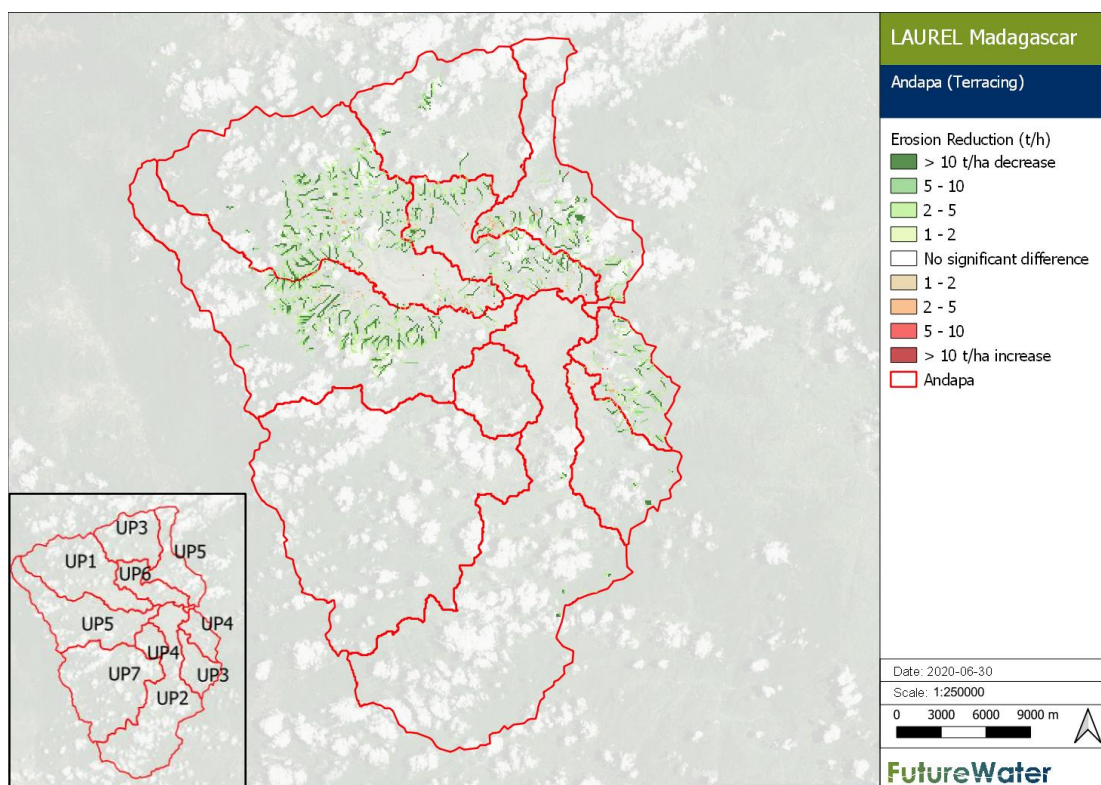 LAUREL Madagascar
Andapa (Terracing)
Erosion Reduction (t/h)
> 10 t/ha decrease
5 - 10
2 - 5
1 - 2
No significant difference
1 - 2
2 - 5
5 - 10
> 10 t/ha increase
Andapa
UP3
UP5
UP1
UP6
UP5
UP4
UP4
UP7
UP3
UP2
Date: 2020-06-30
Scale: 1:250000
0 3000 6000 9000 m
FutureWater